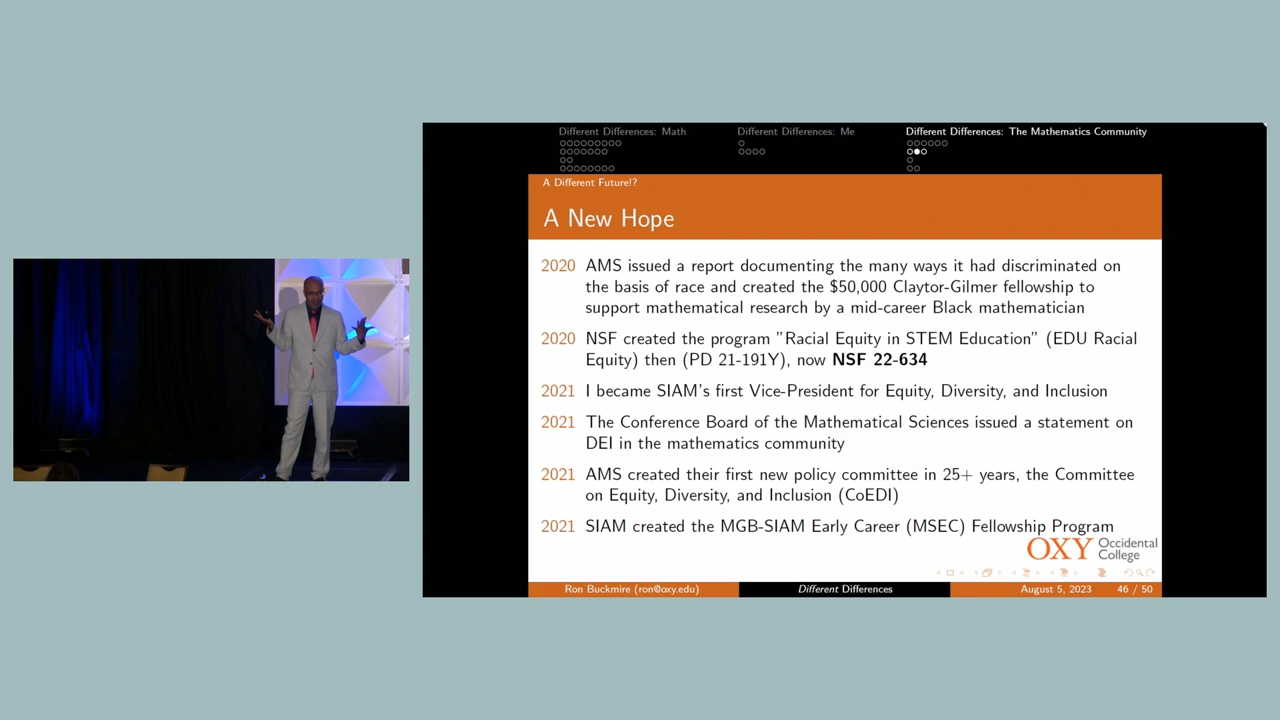 Different Differences: Math
Different Differences: Me
Different Differences: The Mathematics Community
A Different Future!?
A New Hope
2020 AMS issued a report documenting the many ways it had discriminated on
the basis of race and created the $50,000 Claytor-Gilmer fellowship to
support mathematical research by a mid-career Black mathematician
2020 NSF created the program "Racial Equity in STEM Education" (EDU Racial
Equity) then (PD 21-191Y), now NSF 22-634
2021 I became SIAM's first Vice-President for Equity, Diversity, and Inclusion
2021 The Conference Board of the Mathematical Sciences issued a statement on
DEI in the mathematics community
2021 AMS created their first new policy committee in 25+ years, the Committee
on Equity, Diversity, and Inclusion (CoEDI)
2021 SIAM created the MGB-SIAM Early Career (MSEC) Fellowship Program
OXY Occidental
College
Ron Buckmire (ron@oxy.edu)
Different Differences
August 5, 2023
46 / 50